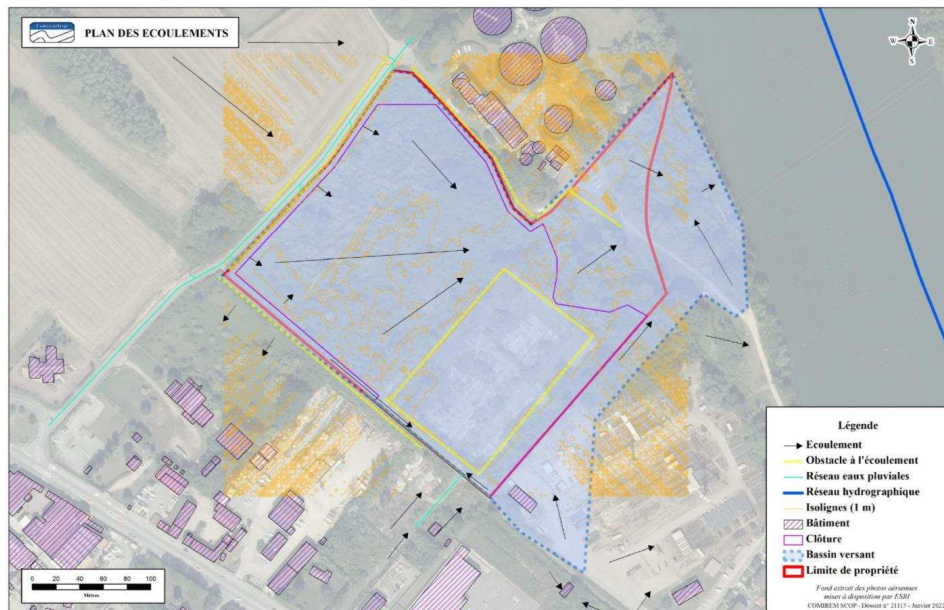 PLAN DES ECOULEMENTS
N
W
E
S
Légende
Ecoulement
Obstacle à l'écoulement
Réseau eaux pluviales
Réseau hydrographique
Isolignes (1 m)
Bâtiment
Clôture
Bassin versant
Limite de propriété
0 20 40 60 80 100
Mètres
Fond extrait des photos aériennes
mises à disposition par ESRI
COMIREM SCOP - Dossier n° 21115 - Janvier 2022